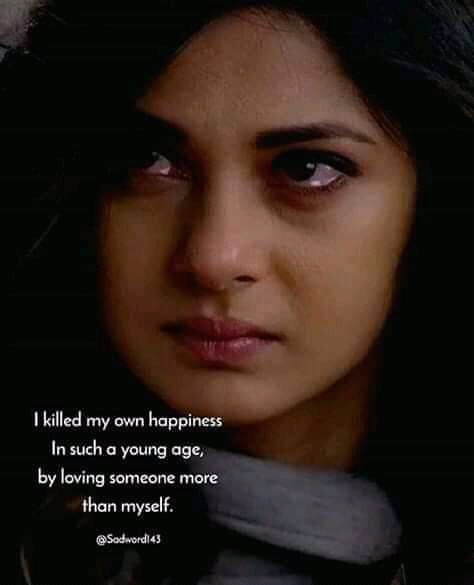 I killed my own happiness
In such a young age,
by loving someone more
than myself.
@Sadword143